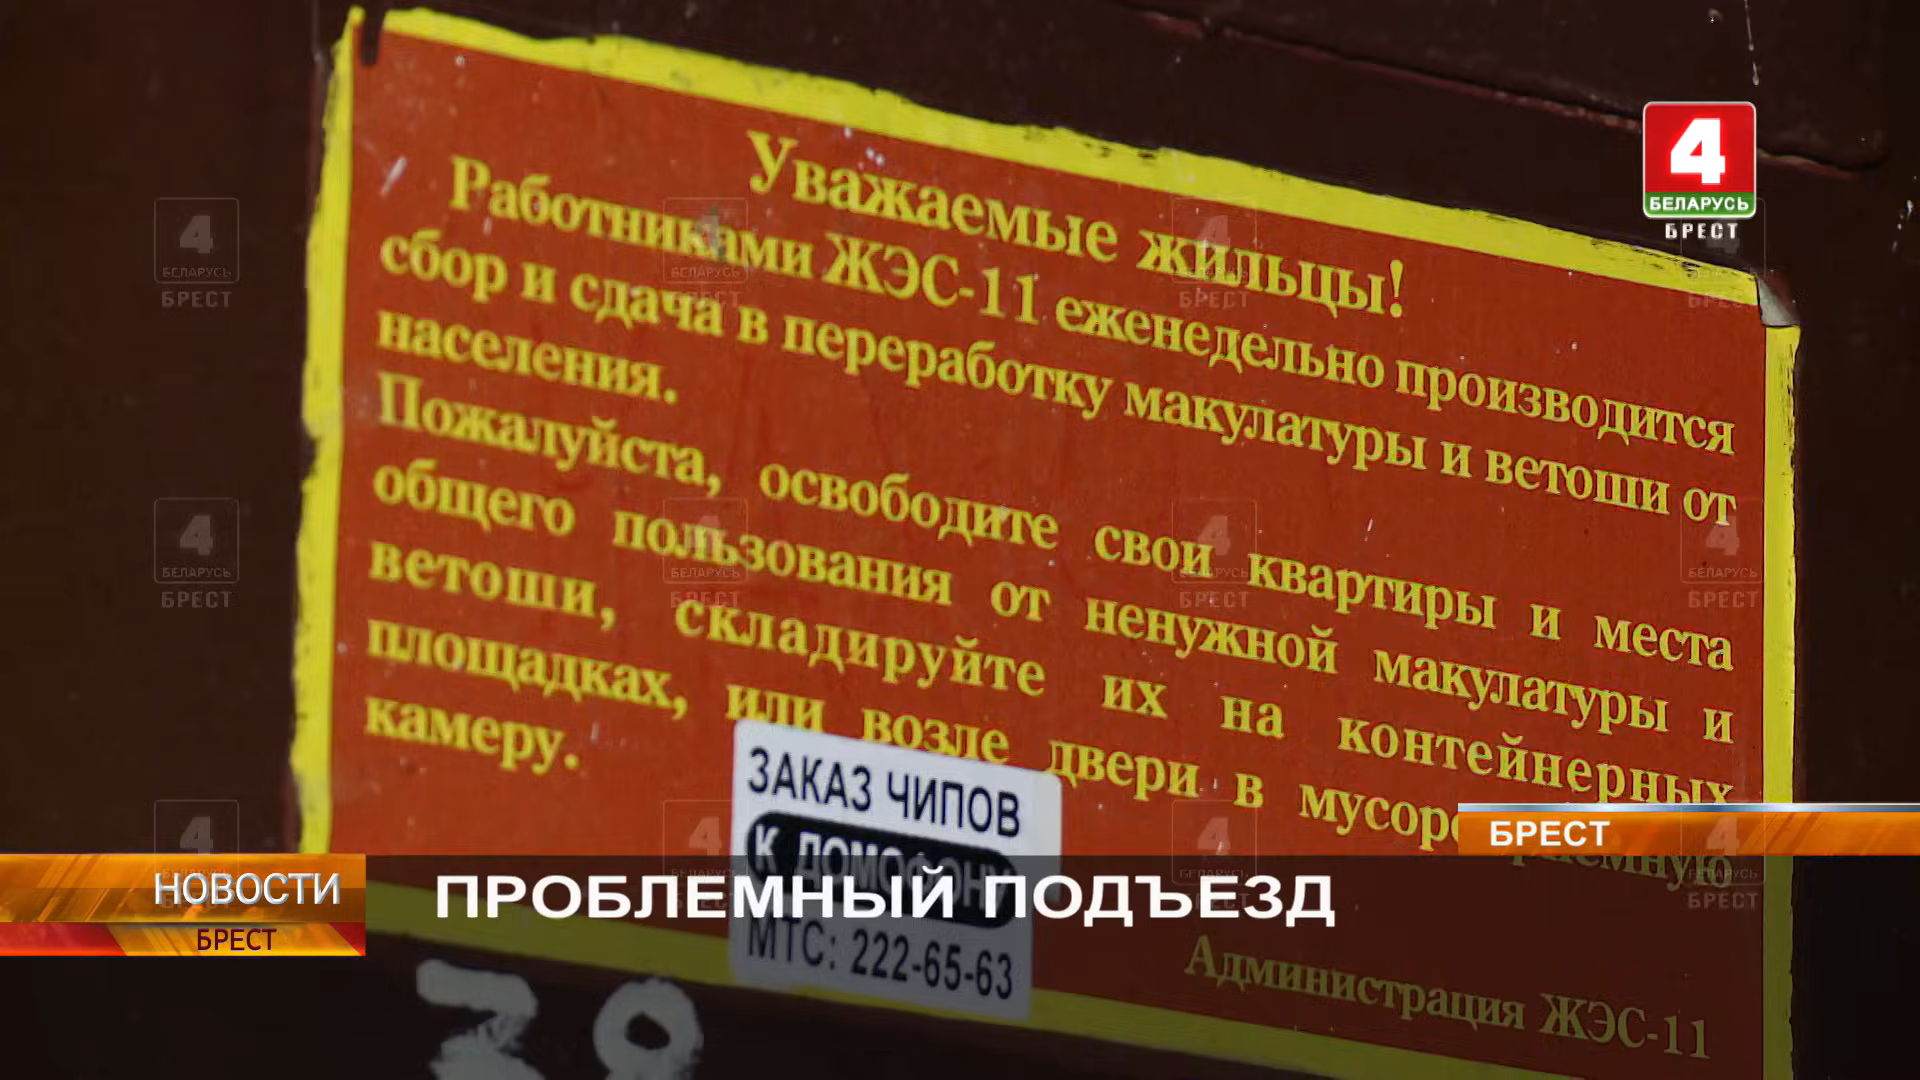 Уважаемые жильцы!
Работниками ЖЭС-11 еженедельно производится
сбор и сдача в переработку макулатуры и ветоши от
населения.
Пожалуйста, освободите свои квартиры и места
общего пользования от ненужной макулатуры и
ветоши, складируйте их на контейнерных
площадках, или возле двери в мусороприемную
камеру.
Администрация ЖЭС-11
ЗАКАЗ ЧИПОВ
К ДОМОФОНУ
МТС: 222-65-63
4
БЕЛАРУСЬ
БРЕСТ
БРЕСТ
НОВОСТИ
БРЕСТ
ПРОБЛЕМНЫЙ ПОДЪЕЗД